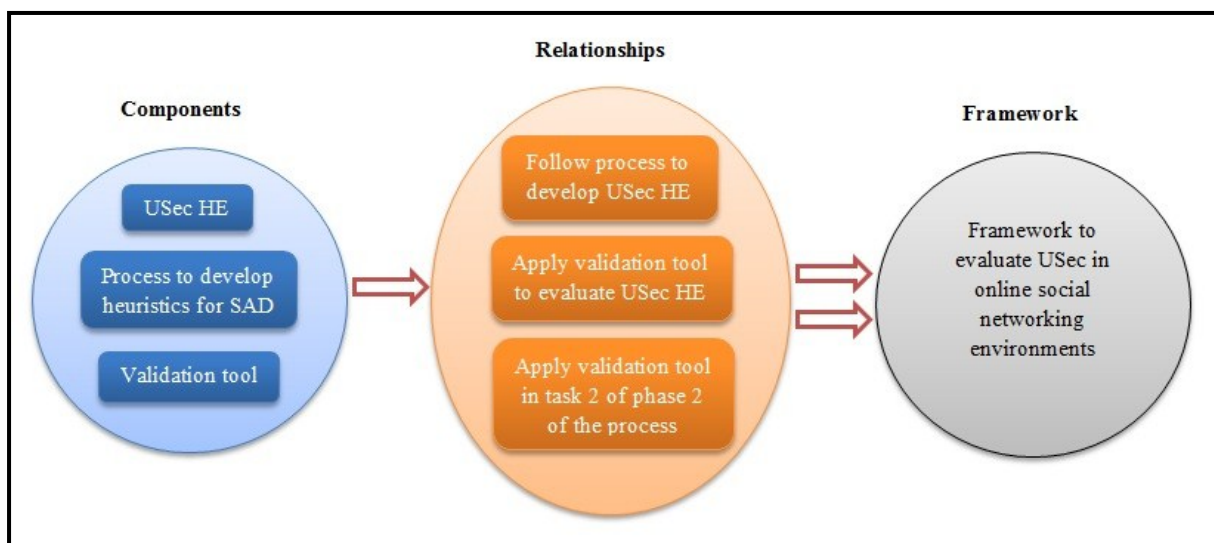 Relationships
Components
Framework
USec HE
Process to develop
heuristics for SAD
Validation tool
Follow process to
develop USec HE
Apply validation tool
to evaluate USec HE
Apply validation tool
in task 2 of phase 2
of the process
Framework to
evaluate USec in
online social
networking
environments